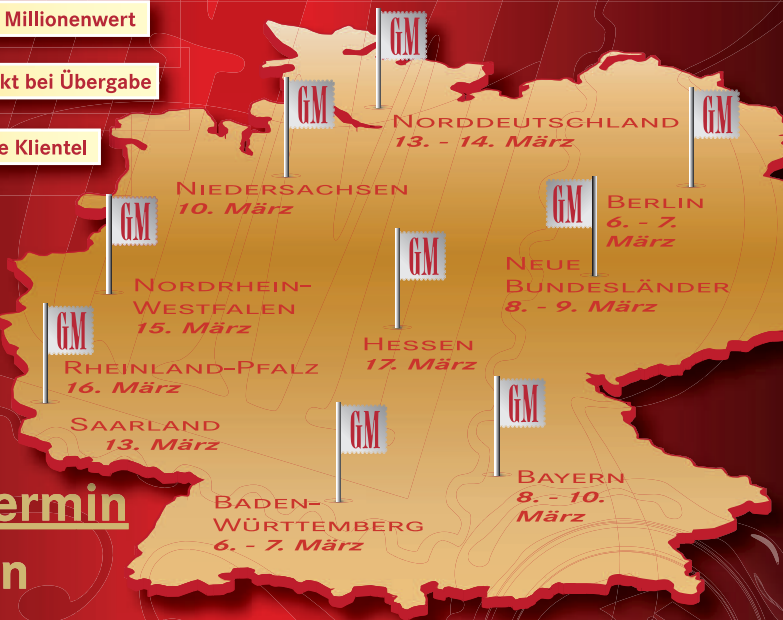 Millionenwert
kt bei Übergabe
e Klientel
GM
NORDDEUTSCHLAND
13. - 14. März
GM
NIEDERSACHSEN
10. März
GM
BERLIN
6. - 7.
März
GM
NEUE
BUNDESLÄNDER
8. - 9. März
GM
NORDRHEIN-
WESTFALEN
15. März
GM
HESSEN
17. März
GM
RHEINLAND-PFALZ
16. März
SAARLAND
13. März
GM
BADEN-
WÜRTTEMBERG
6. - 7. März
GM
BAYERN
8. - 10.
März
ermin
n